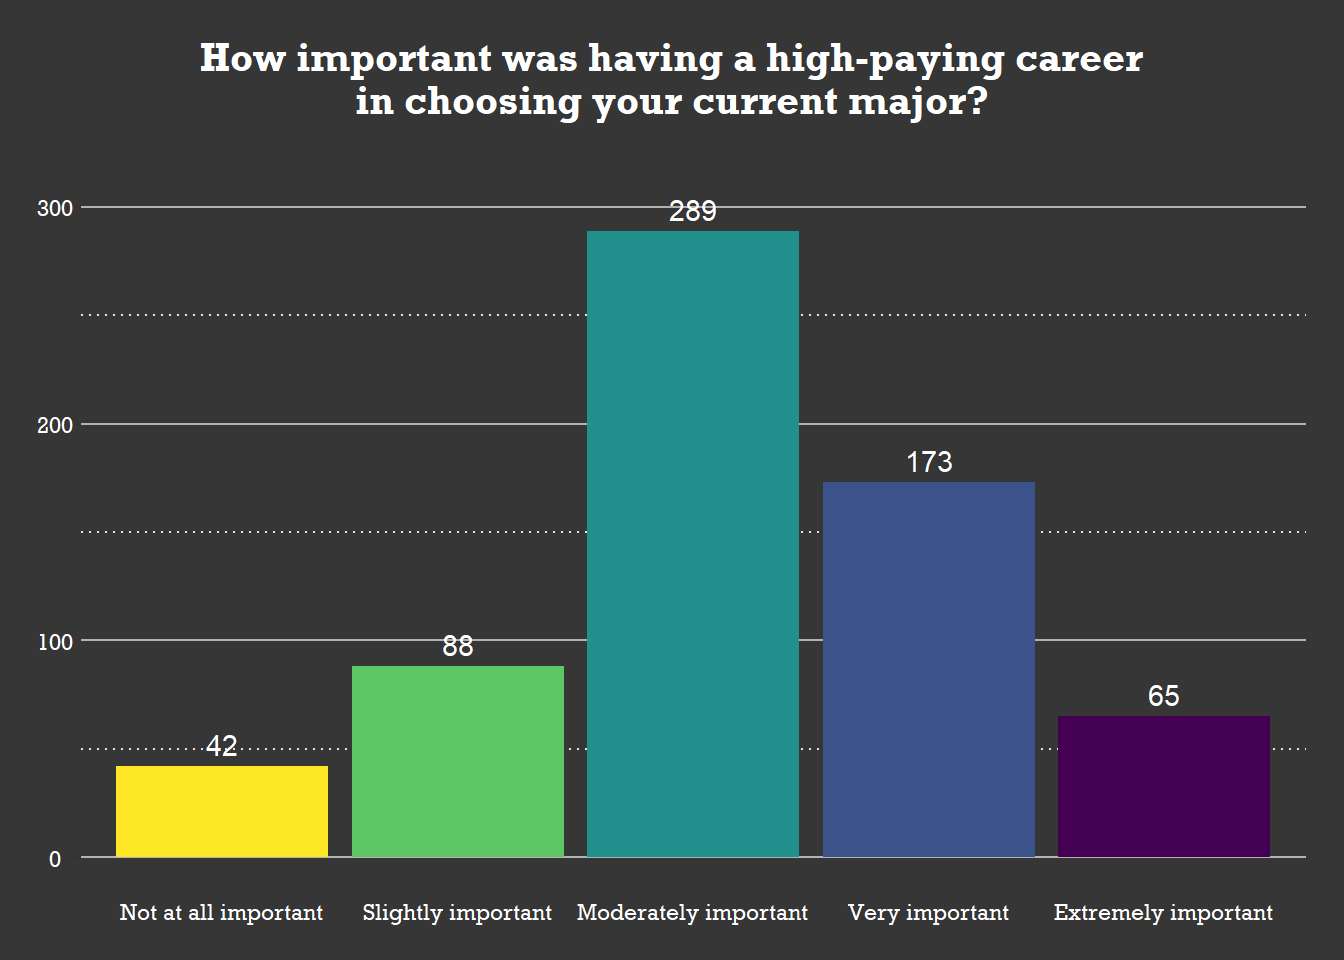 How important was having a high-paying career
in choosing your current major?
300
289
200
173
100
88
65
42
0
Not at all important
Slightly important
Moderately important
Very important
Extremely important